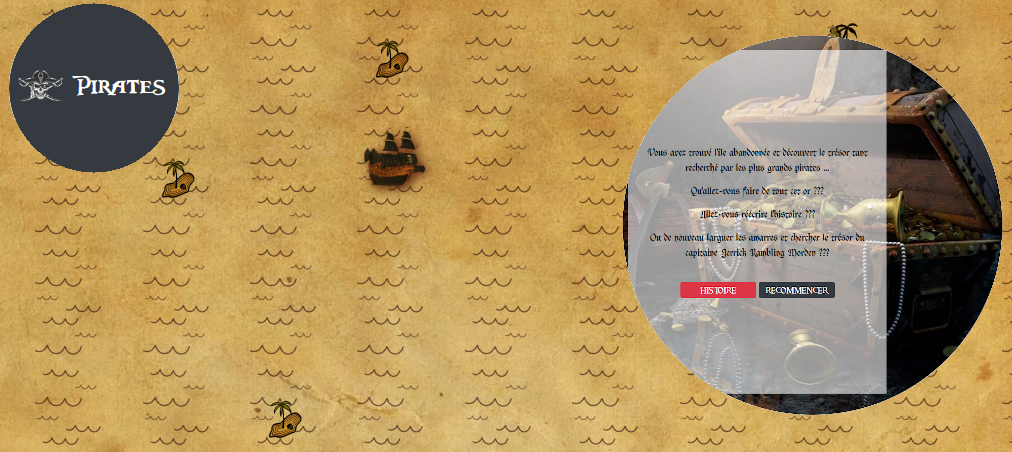 Pirates
Vous avez trouvé l'île abandonnée et découvert le trésor tant
recherché par les plus grands pirates ...
Qu'allez-vous faire de tout cet or ???
Allez-vous réécrire l'histoire ???
Ou de nouveau larguer les amarres et chercher le trésor du
capitaine Jerrick Rambling Morden ???
HISTOIRE
RECOMMENCER